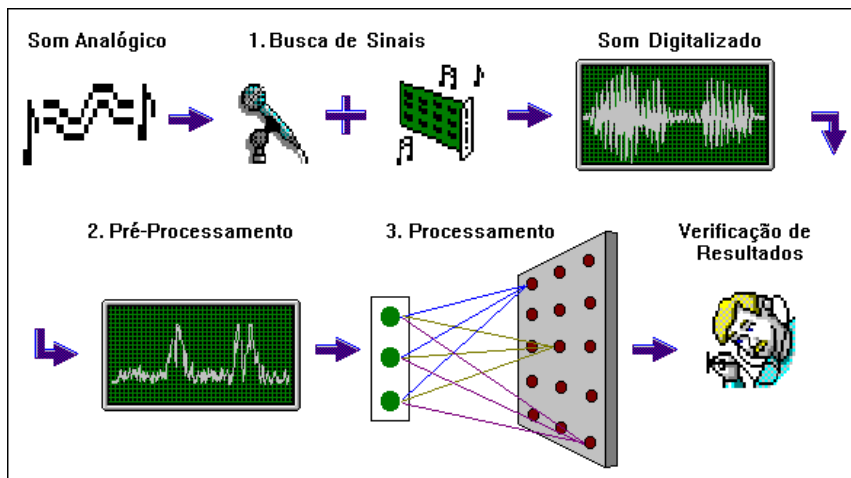 Som Analógico
1. Busca de Sinais
Som Digitalizado
2. Pré-Processamento
3. Processamento
Verificação de
Resultados